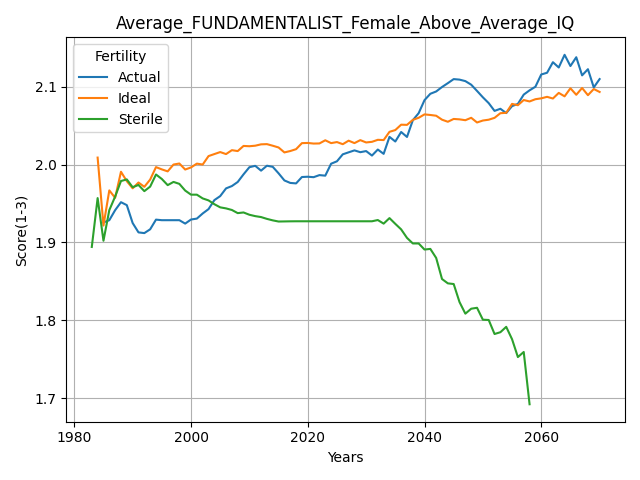 Average_FUNDAMENTALIST_Female_Above_Average_IQ
Fertility
Actual
Ideal
Sterile
Score(1-3)
2.1
2.0
1.9
1.8
1.7
1980
2000
2020
2040
2060
Years